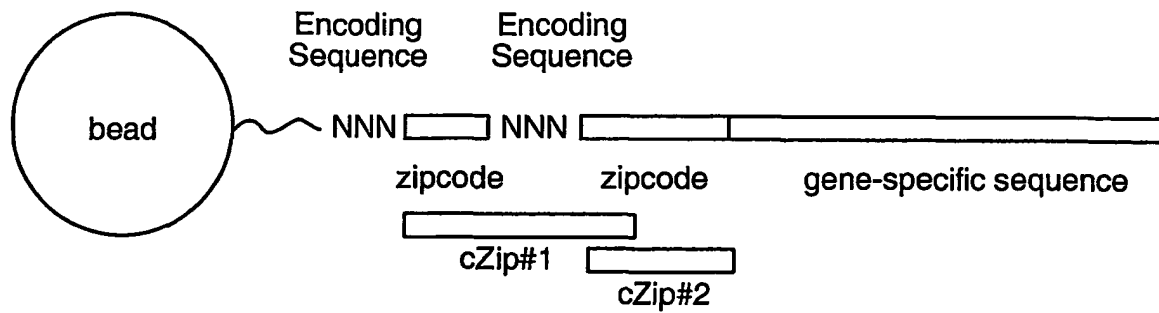 Encoding
Sequence
Encoding
Sequence
bead
NNN
NNN
zipcode
zipcode
gene-specific sequence
cZip#1
cZip#2